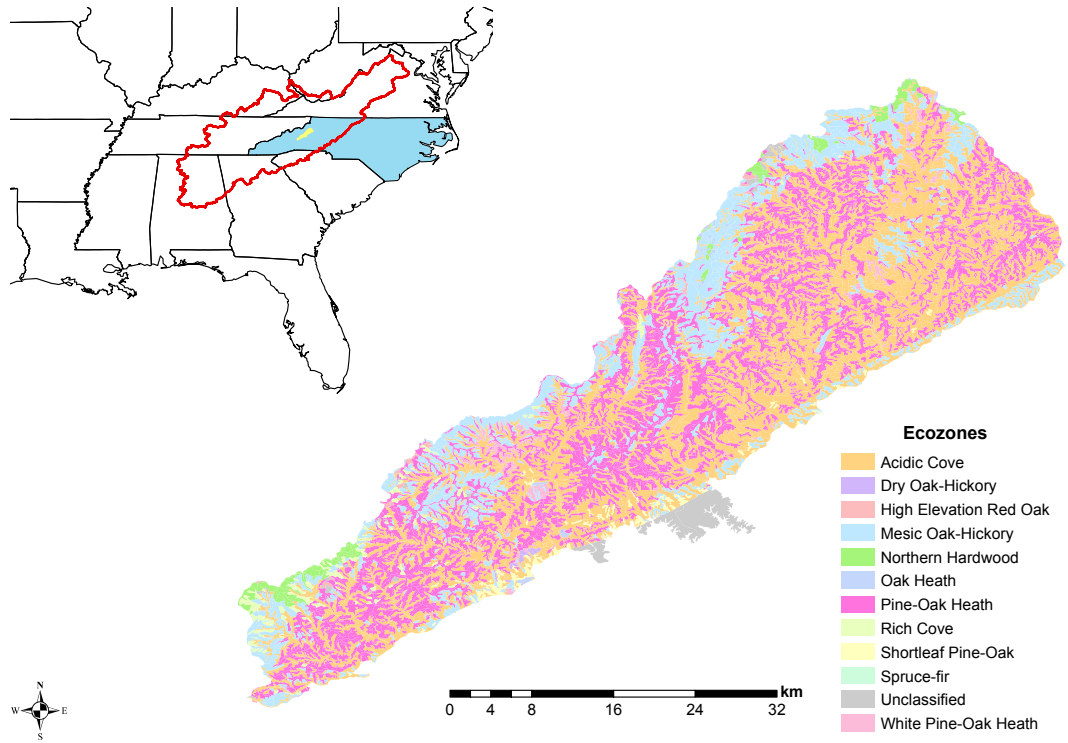 Ecozones
Acidic Cove
Dry Oak-Hickory
High Elevation Red Oak
Mesic Oak-Hickory
Northern Hardwood
Oak Heath
Pine-Oak Heath
Rich Cove
Shortleaf Pine-Oak
Spruce-fir
Unclassified
White Pine-Oak Heath
N
W E
S
km
0 4 8 16 24 32